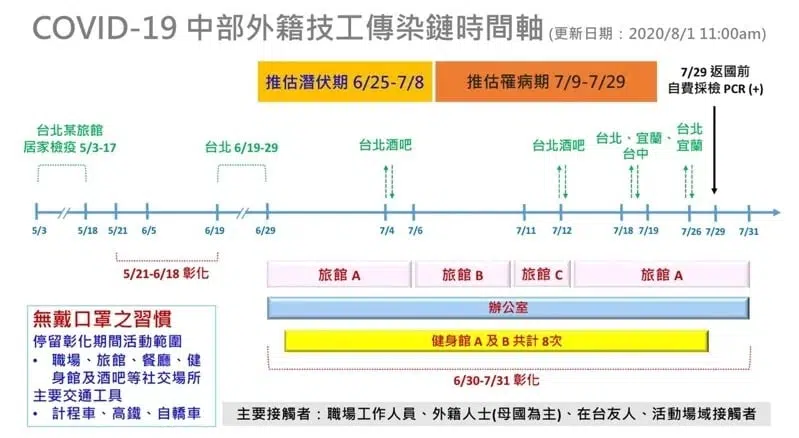 COVID-19 中部外籍技工傳染鏈時間軸 (更新日期：2020/8/1 11:00am)
推估潛伏期 6/25-7/8
推估罹病期 7/9-7/29
7/29 返國前
自費採檢 PCR (+)
台北某旅館
居家檢疫 5/3-17
台北 6/19-29
台北酒吧
台北酒吧
台北、宜蘭、
台中
台北
宜蘭
5/3
5/18
5/21
6/5
6/19
6/29
7/4
7/6
7/11
7/12
7/18
7/19
7/26
7/29
7/31
5/21-6/18 彰化
旅館 A
旅館 B
旅館 C
旅館 A
辦公室
健身館 A 及 B 共計 8次
6/30-7/31 彰化
無戴口罩之習慣
停留彰化期間活動範圍
• 職場、旅館、餐廳、健
身館及酒吧等社交場所
主要交通工具
• 計程車、高鐵、自轎車
主要接觸者：職場工作人員、外籍人士(母國為主)、在台友人、活動場域接觸者